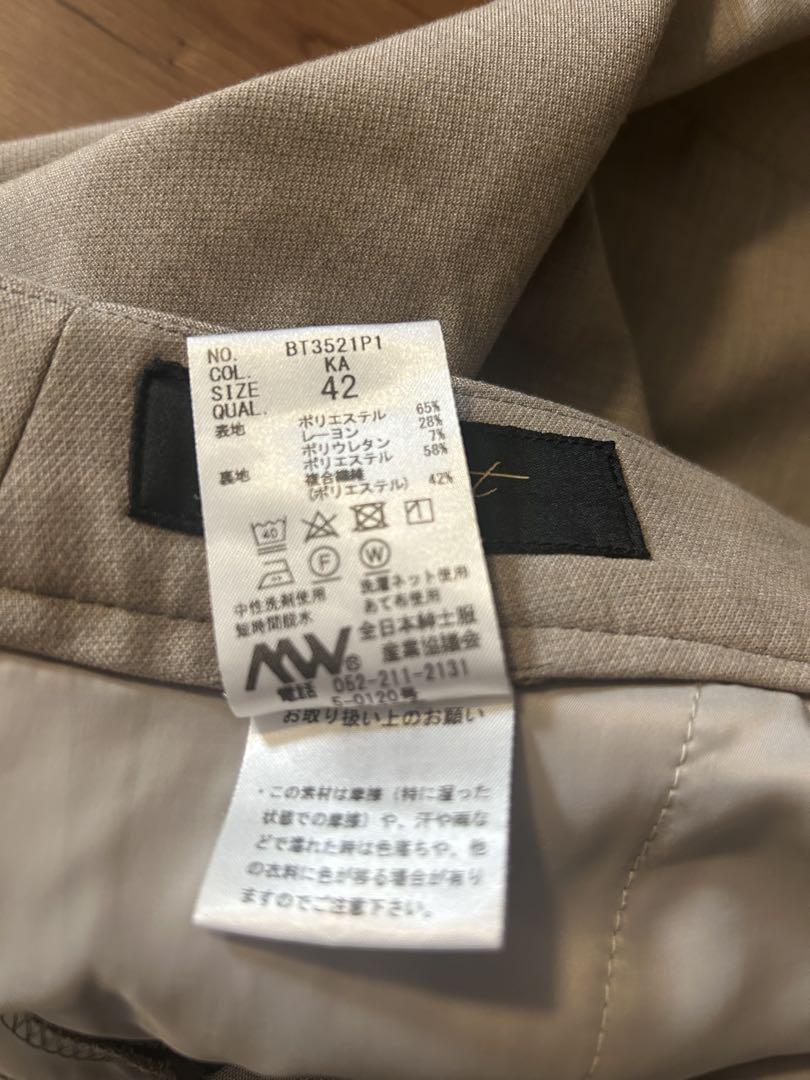 NO. BT3521P1
COL. KA
SIZE 42
QUAL.
表地 ポリエステル 65%
レーヨン 28%
ポリウレタン 7%
裏地 ポリエステル 58%
複合繊維
(ポリエステル) 42%
40
F W
中性洗剤使用 洗濯ネット使用
短時間脱水 あて布使用
MW® 全日本紳士服
産業協議会
電話 052-211-2131
5-0120号
お取り扱い上のお願い
・この素材は摩擦(特に湿った
状態での摩擦)や、汗や雨な
どで濡れた時は色落ちや、他
の衣料に色が移る場合が有り
ますのでご注意下さい。
t